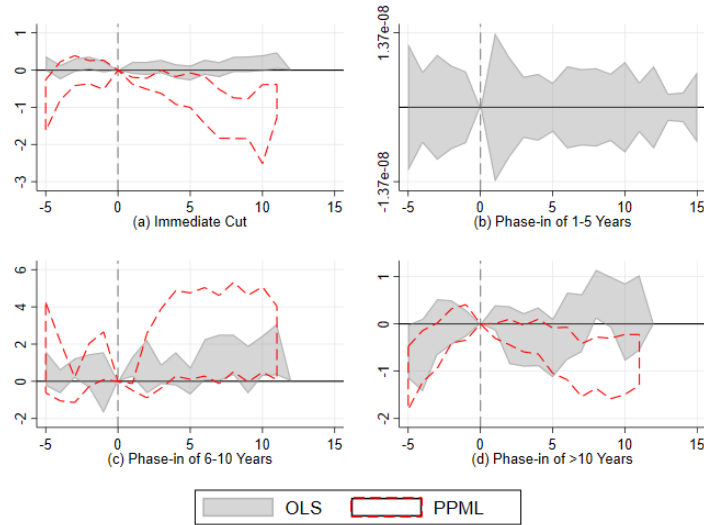 1
0
-1
-2
-3
-5 0 5 10 15
(a) Immediate Cut
1.37e-08
-1.37e-08
-5 0 5 10 15
(b) Phase-in of 1-5 Years
6
4
2
0
-2
-5 0 5 10 15
(c) Phase-in of 6-10 Years
1
0
-1
-2
-5 0 5 10 15
(d) Phase-in of >10 Years
OLS PPML